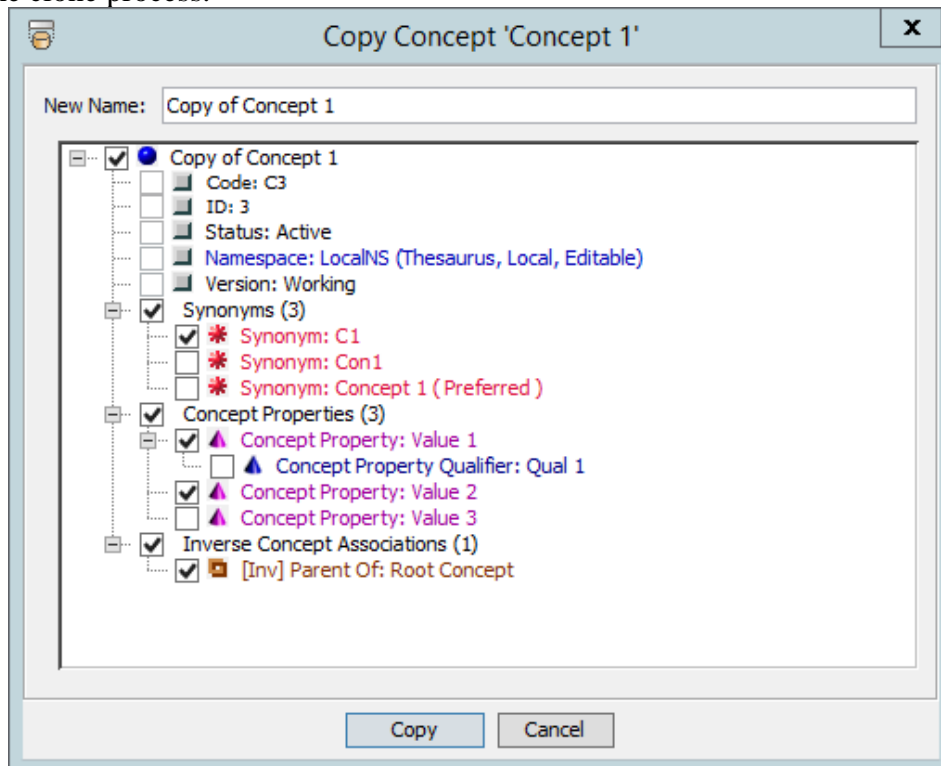 Copy Concept 'Concept 1'
x
New Name: Copy of Concept 1
Copy of Concept 1
Code: C3
ID: 3
Status: Active
Namespace: LocalNS (Thesaurus, Local, Editable)
Version: Working
Synonyms (3)
Synonym: C1
Synonym: Con1
Synonym: Concept 1 ( Preferred )
Concept Properties (3)
Concept Property: Value 1
Concept Property Qualifier: Qual 1
Concept Property: Value 2
Concept Property: Value 3
Inverse Concept Associations (1)
[Inv] Parent Of: Root Concept
Copy Cancel